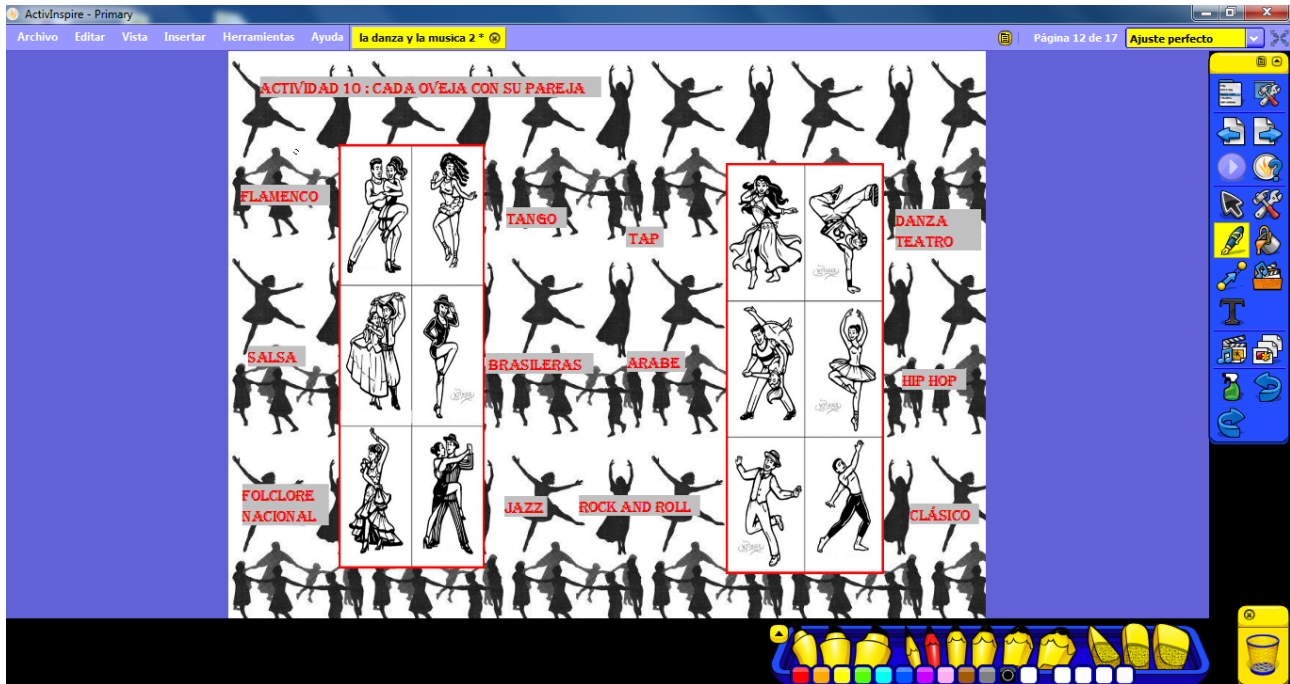 ActivInspire - Primary
Archivo Editar Vista Insertar Herramientas Ayuda la danza y la musica 2 * Página 12 de 17 Ajuste perfecto
ACTIVIDAD 10 : CADA OVEJA CON SU PAREJA
FLAMENCO
TANGO
TAP
DANZA
TEATRO
SALSA
BRASILERAS
ARABE
HIP HOP
FOLCLORE
NACIONAL
JAZZ
ROCK AND ROLL
CLÁSICO